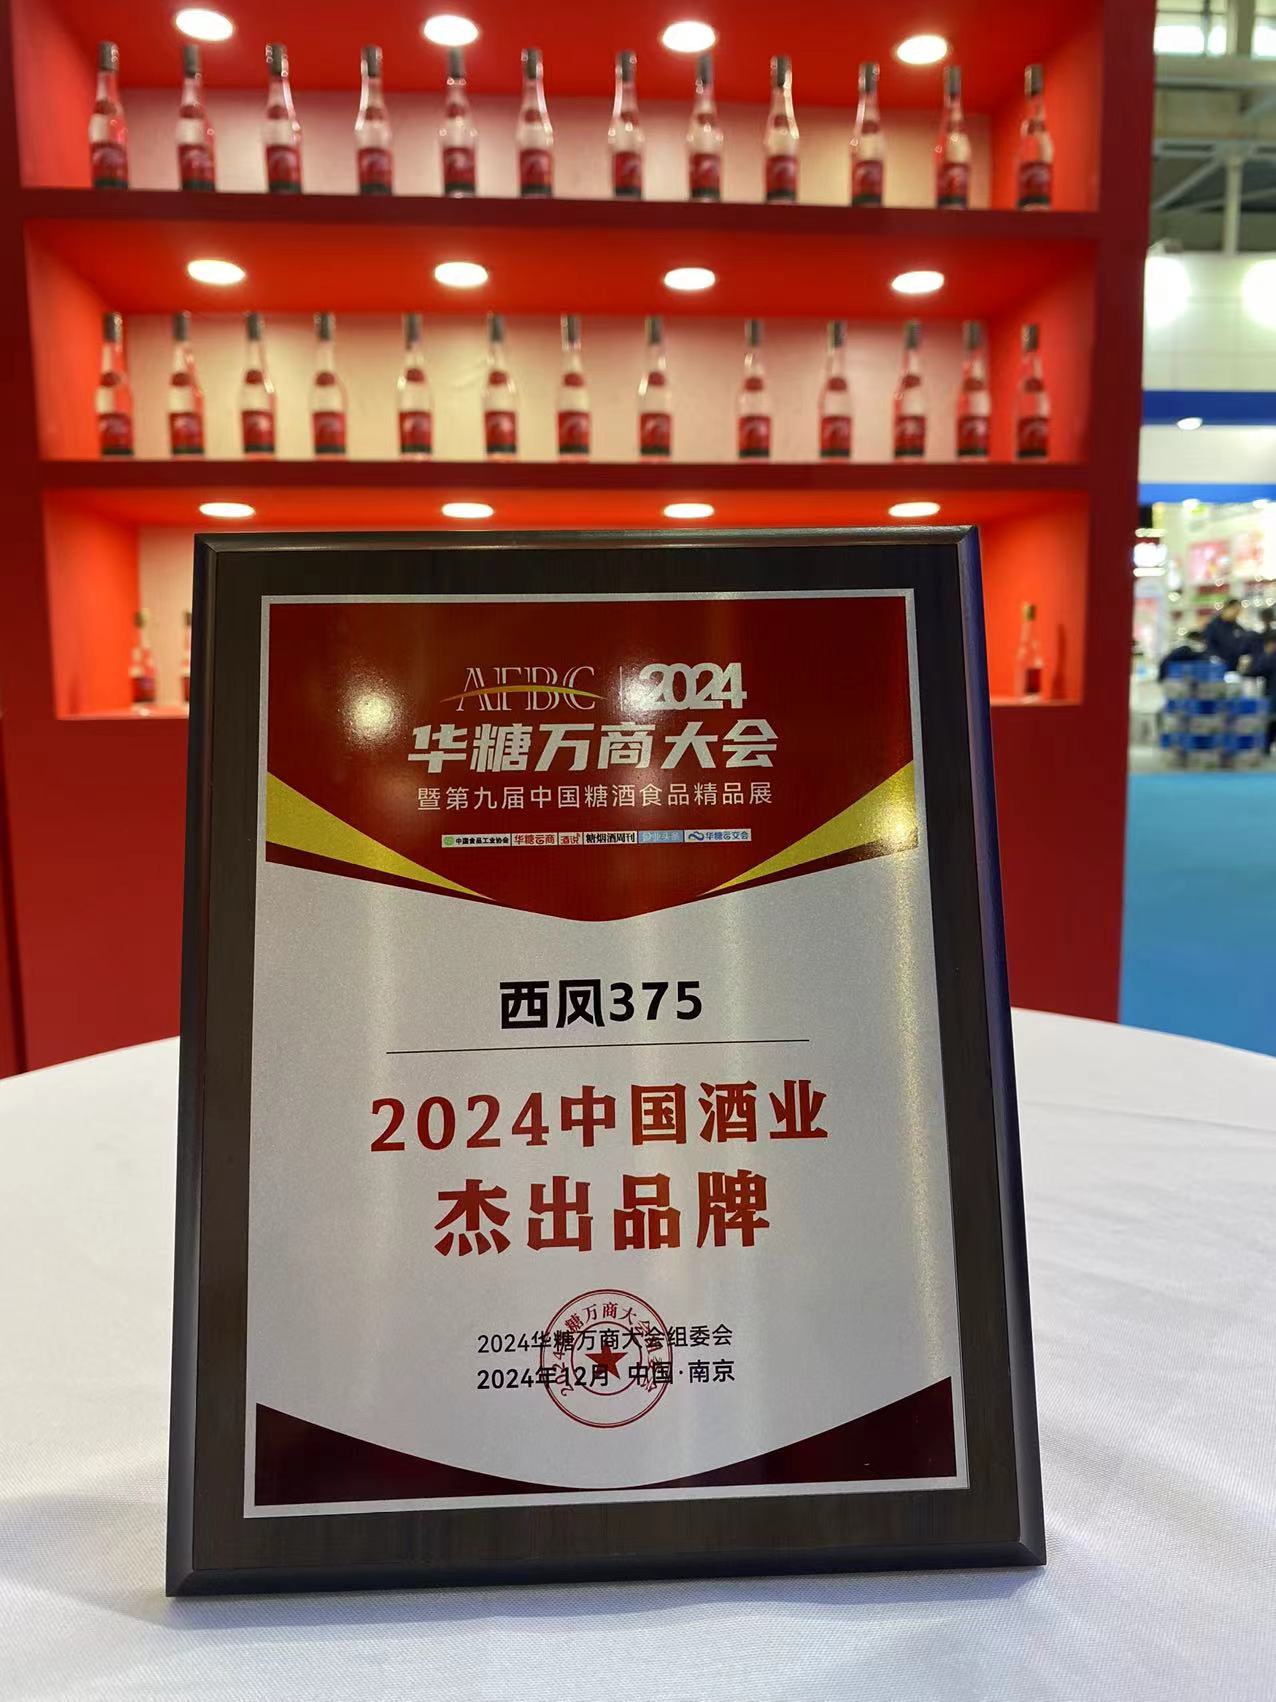 AFBC 2024
华糖万商大会
暨第九届中国糖酒食品精品展
中国食品工业协会 华糖云商 酒说 糖烟酒周刊 华糖云交会
西凤375
2024中国酒业
杰出品牌
2024华糖万商大会组委会
2024年12月 中国·南京